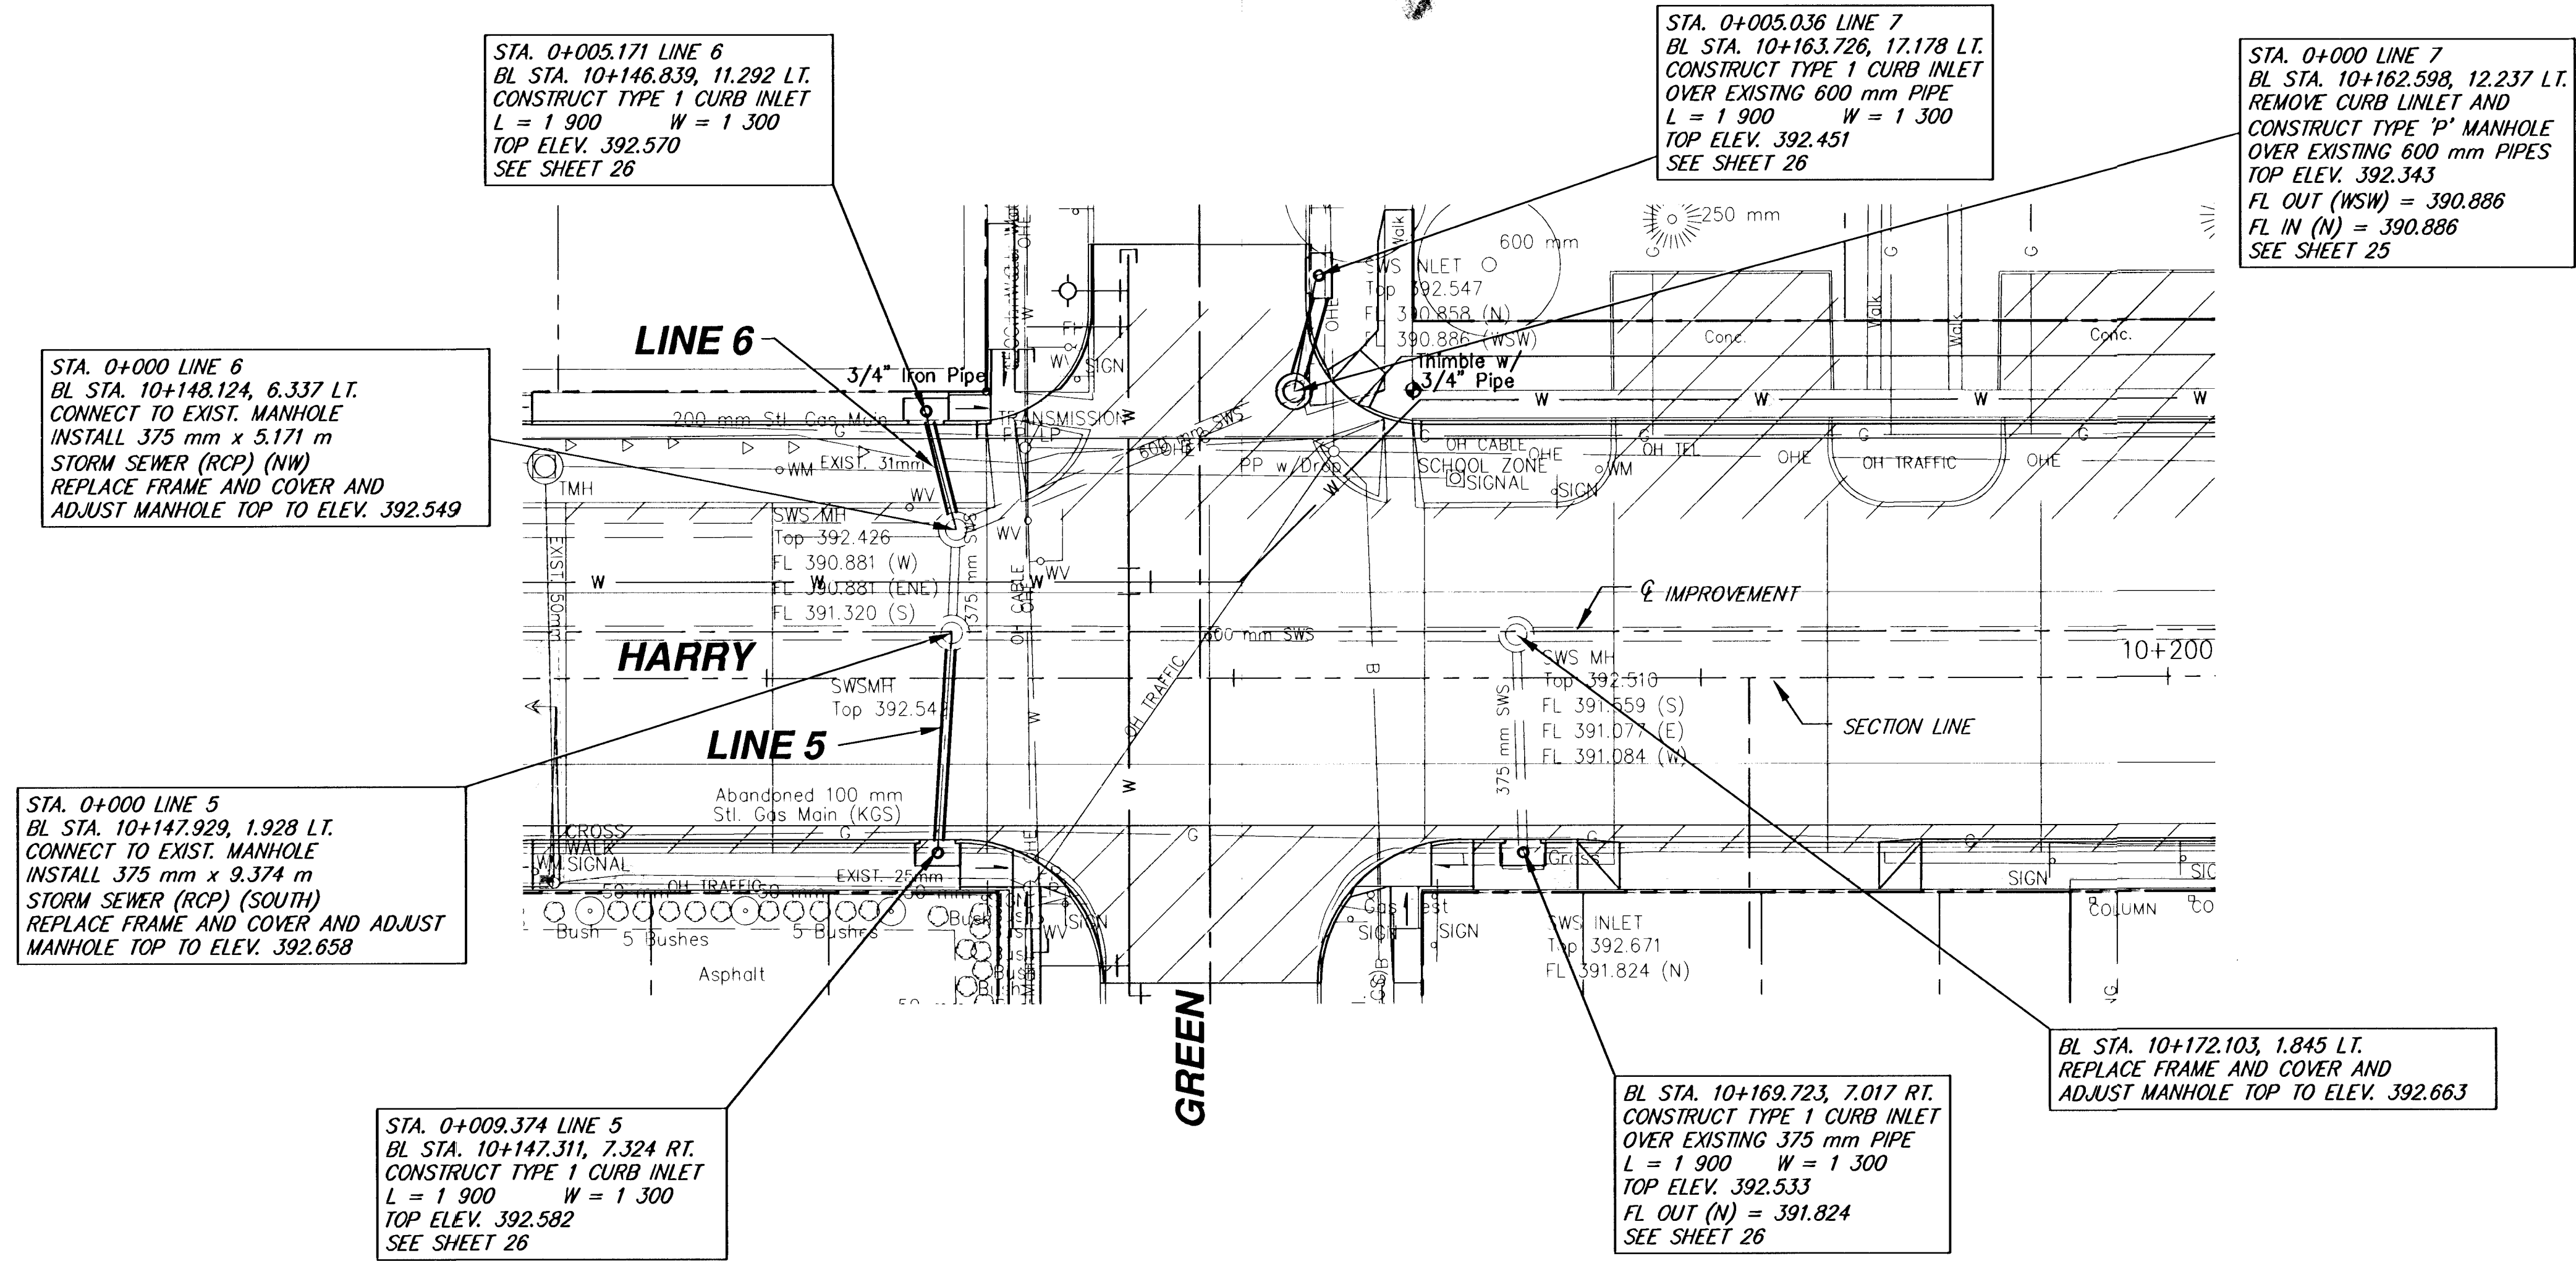 STA. 0+005.171 LINE 6
BL STA. 10+146.839, 11.292 LT.
CONSTRUCT TYPE 1 CURB INLET
L = 1 900 W = 1 300
TOP ELEV. 392.570
SEE SHEET 26
STA. 0+005.036 LINE 7
BL STA. 10+163.726, 17.178 LT.
CONSTRUCT TYPE 1 CURB INLET
OVER EXISTNG 600 mm PIPE
L = 1 900 W = 1 300
TOP ELEV. 392.451
SEE SHEET 26
STA. 0+000 LINE 7
BL STA. 10+162.598, 12.237 LT.
REMOVE CURB LINLET AND
CONSTRUCT TYPE 'P' MANHOLE
OVER EXISTING 600 mm PIPES
TOP ELEV. 392.343
FL OUT (WSW) = 390.886
FL IN (N) = 390.886
SEE SHEET 25
STA. 0+000 LINE 6
BL STA. 10+148.124, 6.337 LT.
CONNECT TO EXIST. MANHOLE
INSTALL 375 mm x 5.171 m
STORM SEWER (RCP) (NW)
REPLACE FRAME AND COVER AND
ADJUST MANHOLE TOP TO ELEV. 392.549
LINE 6
3/4" Iron Pipe
200 mm Stl. Gas Main
G
TRANSMISSION
WM
EXIST. 31mm
WV
TMH
EXIST. 50mm
SWS MH
Top 392.426
FL 390.881 (W)
FL 390.881 (ENE)
FL 391.320 (S)
375 mm SWS
WV
WV
OH CABLE
OHE
W
W
W
OHE
W
WV
SIGN
W
600 mm SWS
OHE
PP w/Drop
W
Walk
250 mm
600 mm
SWS INLET
Top 392.547
FL 390.858 (N)
FL 390.886 (WSW)
OHE
Thimble w/
3/4" Pipe
G
G
G
Walk
Walk
Conc.
Conc.
W
W
W
W
G
G
G
OH CABLE
OHE
OH TEL
OHE
OH TRAFFIC
OHE
SCHOOL ZONE
SIGNAL
WM
SIGN
HARRY
600 mm SWS
℄ IMPROVEMENT
10+200
SECTION LINE
SWSMH
Top 392.54
LINE 5
OH TRAFFIC
B
W
W
SWS MH
Top 392.510
FL 391.559 (S)
FL 391.077 (E)
FL 391.084 (W)
375 mm SWS
Abandoned 100 mm
Stl. Gas Main (KGS)
G
G
G
G
STA. 0+000 LINE 5
BL STA. 10+147.929, 1.928 LT.
CONNECT TO EXIST. MANHOLE
INSTALL 375 mm x 9.374 m
STORM SEWER (RCP) (SOUTH)
REPLACE FRAME AND COVER AND ADJUST
MANHOLE TOP TO ELEV. 392.658
CROSS
WALK
SIGNAL
WM
OH TRAFFIC
EXIST. 25mm
OHE
Bush
5 Bushes
5 Bushes
Bush
Bush
Bush
Asphalt
WV
SIGN
SIGN
SIGN
Grass
SWS INLET
Top 392.671
FL 391.824 (N)
SIGN
COLUMN
GREEN
STA. 0+009.374 LINE 5
BL STA. 10+147.311, 7.324 RT.
CONSTRUCT TYPE 1 CURB INLET
L = 1 900 W = 1 300
TOP ELEV. 392.582
SEE SHEET 26
BL STA. 10+169.723, 7.017 RT.
CONSTRUCT TYPE 1 CURB INLET
OVER EXISTING 375 mm PIPE
L = 1 900 W = 1 300
TOP ELEV. 392.533
FL OUT (N) = 391.824
SEE SHEET 26
BL STA. 10+172.103, 1.845 LT.
REPLACE FRAME AND COVER AND
ADJUST MANHOLE TOP TO ELEV. 392.663